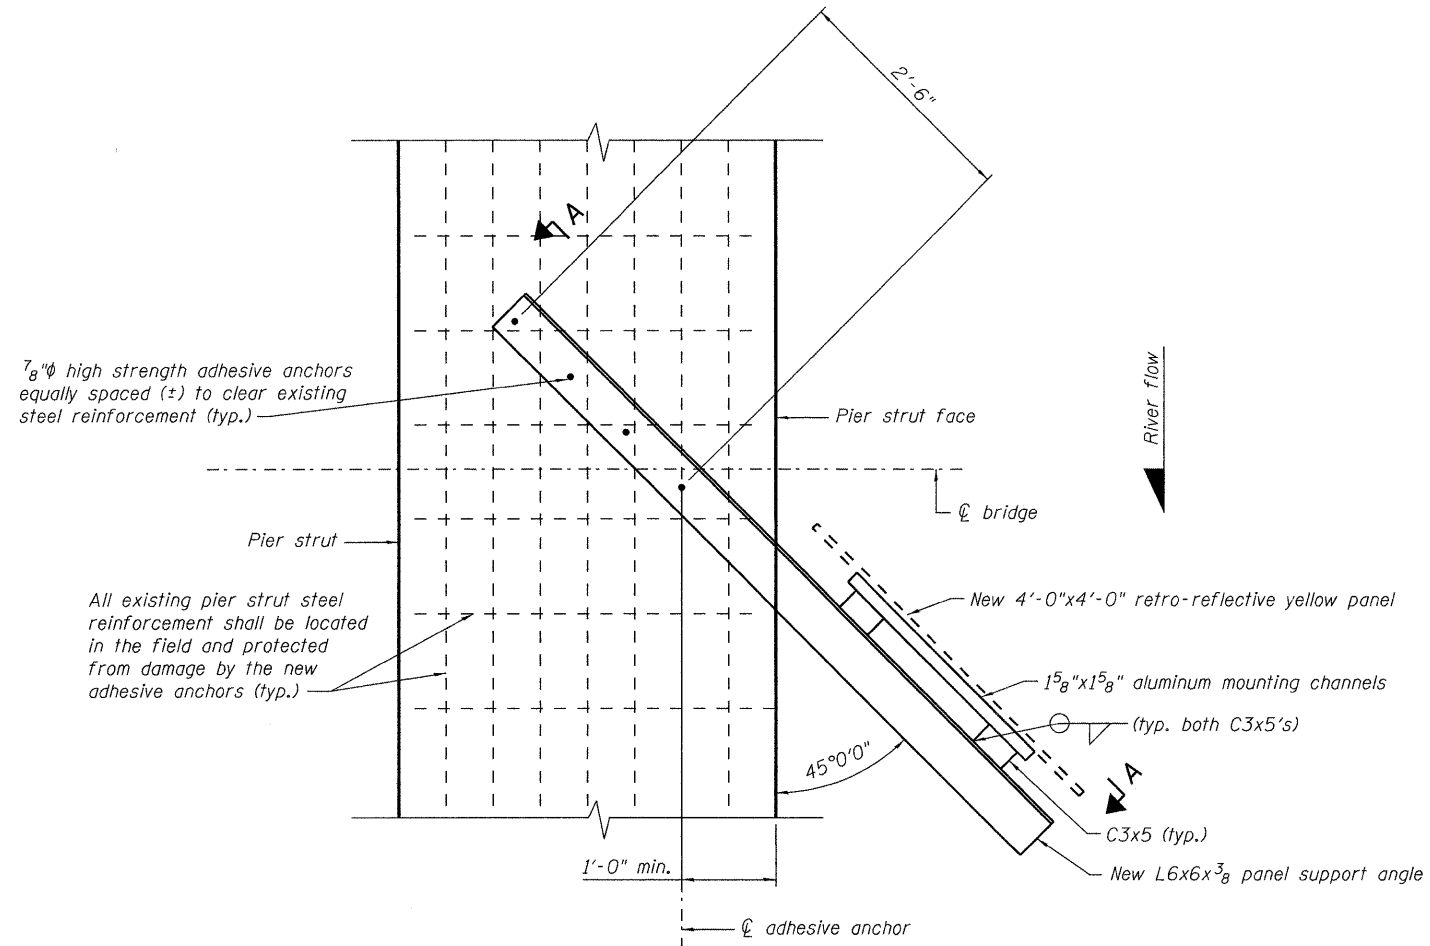 2'-6"
A
⅞"ϕ high strength adhesive anchors
equally spaced (±) to clear existing
steel reinforcement (typ.)
Pier strut face
River flow
℄ bridge
Pier strut
All existing pier strut steel
reinforcement shall be located
in the field and protected
from damage by the new
adhesive anchors (typ.)
New 4'-0"x4'-0" retro-reflective yellow panel
1⅝"x1⅝" aluminum mounting channels
(typ. both C3x5's)
45°0'0"
A
C3x5 (typ.)
1'-0" min.
New L6x6x⅜ panel support angle
℄ adhesive anchor